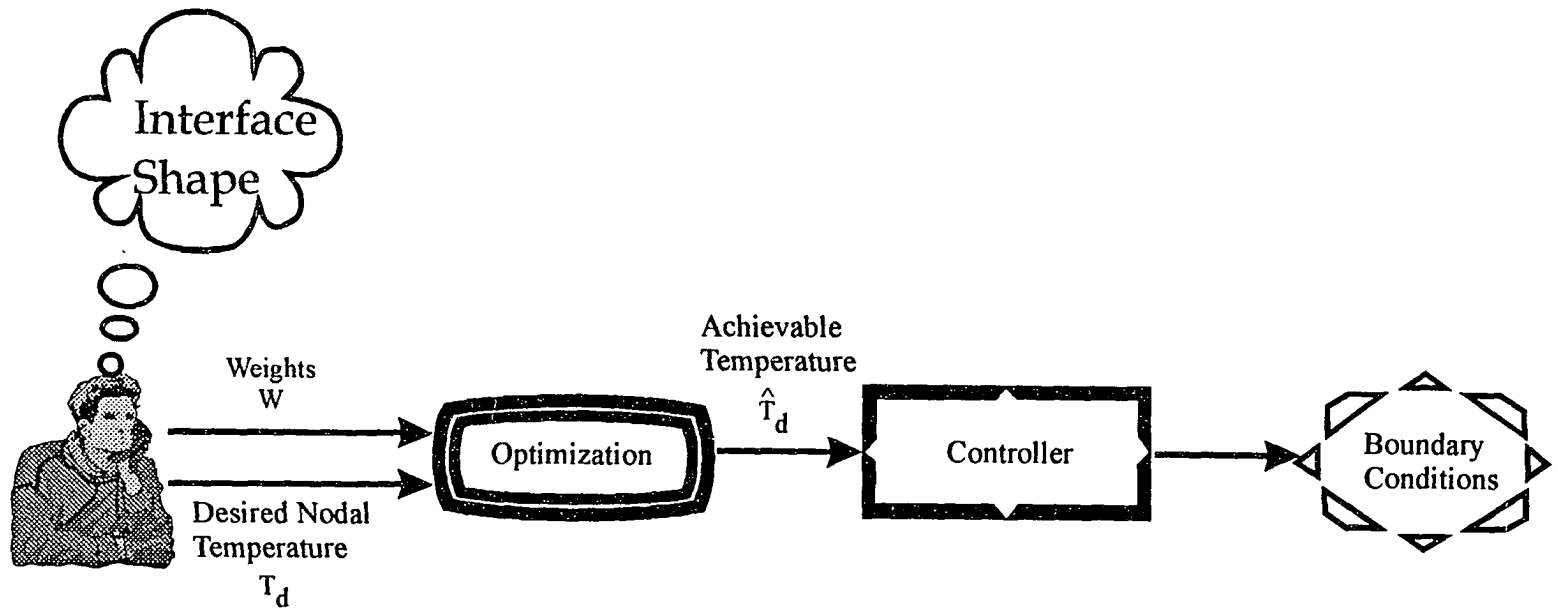 Interface
Shape
Weights
W
Desired Nodal
Temperature
T_d
Optimization
Achievable
Temperature
T̂_d
Controller
Boundary
Conditions